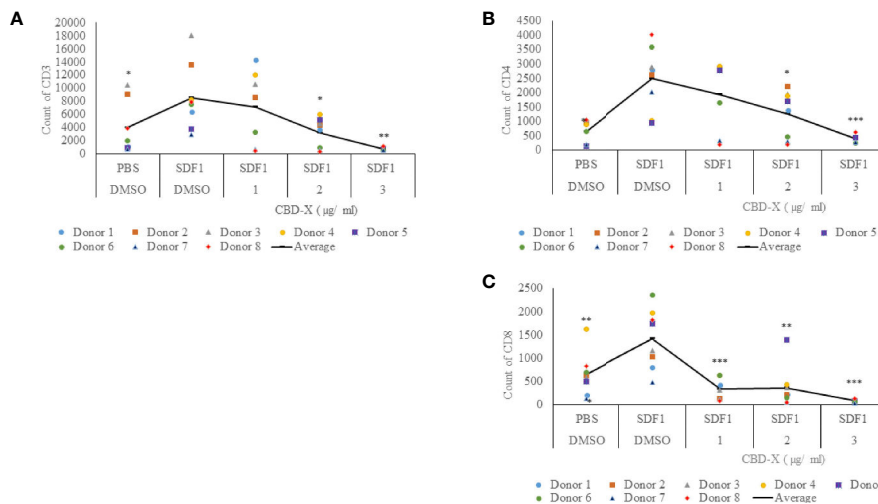 A
Count of CD3
20000
18000
16000
14000
12000
10000
8000
6000
4000
2000
0
*
*
**
PBS SDF1 SDF1 SDF1 SDF1
DMSO DMSO 1 2 3
CBD-X ( µg/ ml)
Donor 1 Donor 2 Donor 3 Donor 4 Donor 5
Donor 6 Donor 7 Donor 8 Average
B
Count of CD4
4500
4000
3500
3000
2500
2000
1500
1000
500
0
*
***
PBS SDF1 SDF1 SDF1 SDF1
DMSO DMSO 1 2 3
CBD-X ( µg/ ml)
Donor 1 Donor 2 Donor 3 Donor 4 Donor 5
Donor 6 Donor 7 Donor 8 Average
C
Count of CD8
2500
2000
1500
1000
500
0
**
***
**
***
PBS SDF1 SDF1 SDF1 SDF1
DMSO DMSO 1 2 3
CBD-X ( µg/ ml)
Donor 1 Donor 2 Donor 3 Donor 4 Dono
Donor 6 Donor 7 Donor 8 Average